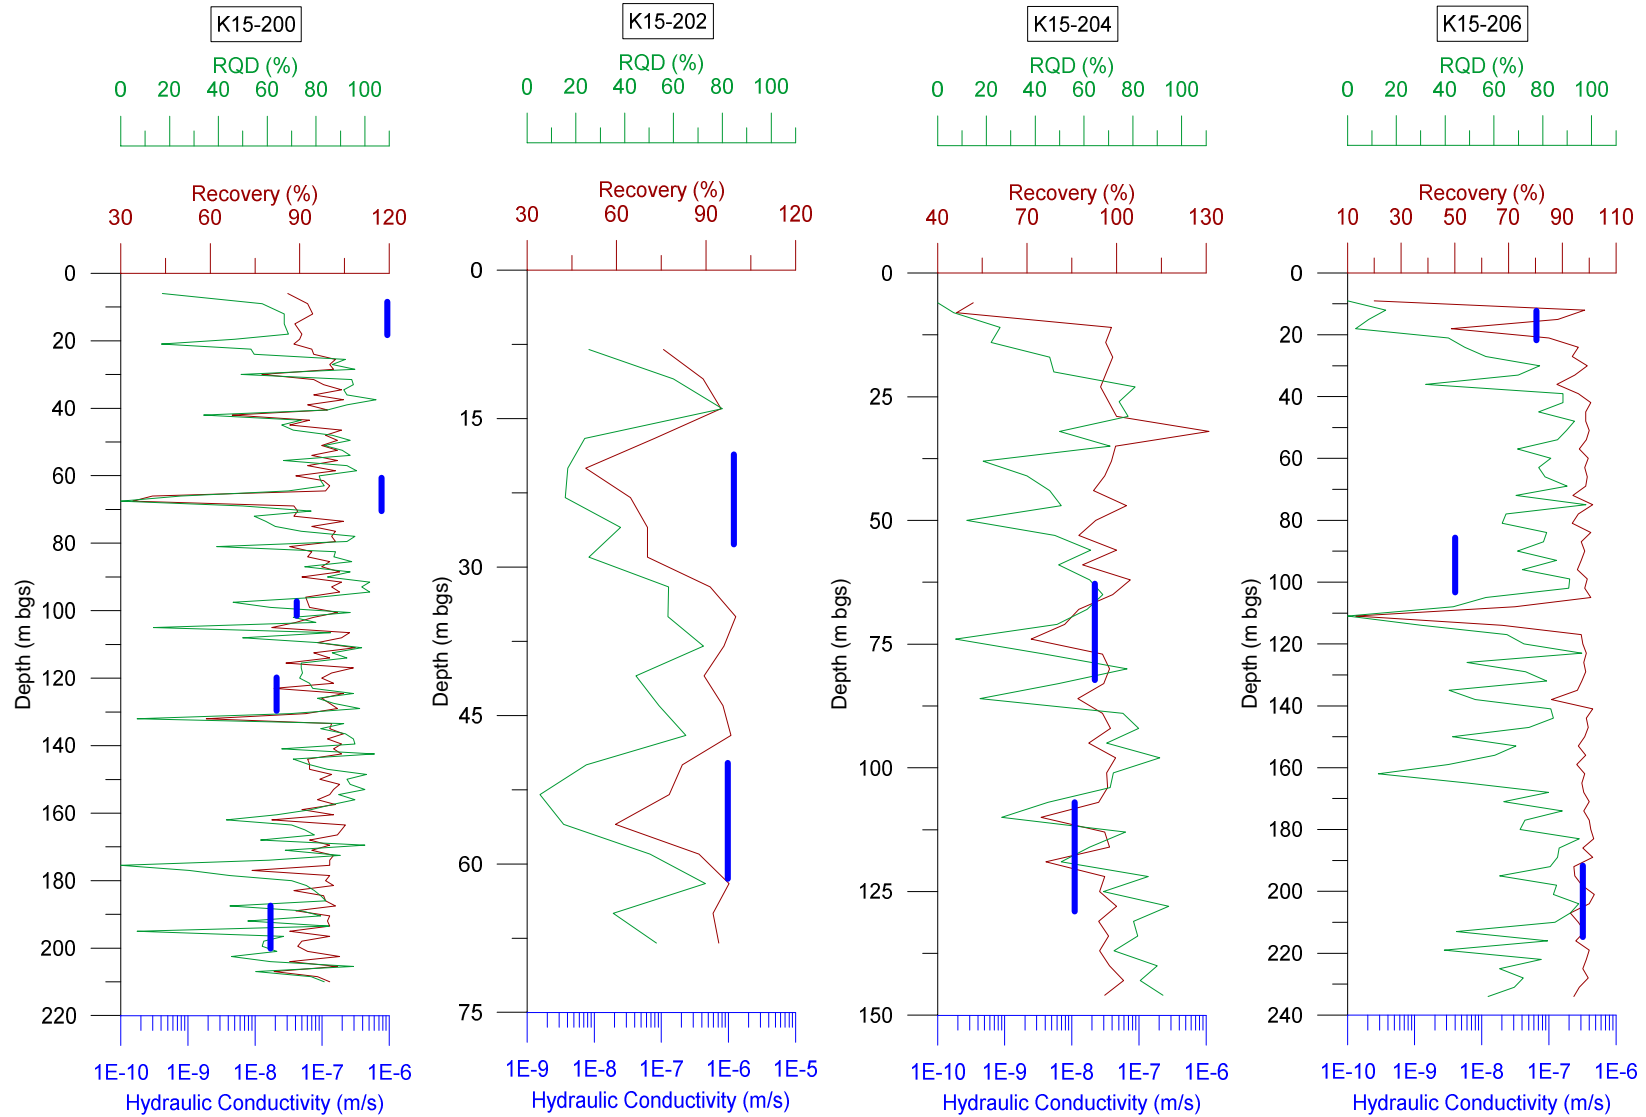 K15-200
RQD (%)
0 20 40 60 80 100
Recovery (%)
30 60 90 120
0
20
40
60
80
100
120
140
160
180
200
220
Depth (m bgs)
1E-10 1E-9 1E-8 1E-7 1E-6
Hydraulic Conductivity (m/s)
K15-202
RQD (%)
0 20 40 60 80 100
Recovery (%)
30 60 90 120
0
15
30
45
60
75
Depth (m bgs)
1E-9 1E-8 1E-7 1E-6 1E-5
Hydraulic Conductivity (m/s)
K15-204
RQD (%)
0 20 40 60 80 100
Recovery (%)
40 70 100 130
0
25
50
75
100
125
150
Depth (m bgs)
1E-10 1E-9 1E-8 1E-7 1E-6
Hydraulic Conductivity (m/s)
K15-206
RQD (%)
0 20 40 60 80 100
Recovery (%)
10 30 50 70 90 110
0
20
40
60
80
100
120
140
160
180
200
220
240
Depth (m bgs)
1E-10 1E-9 1E-8 1E-7 1E-6
Hydraulic Conductivity (m/s)